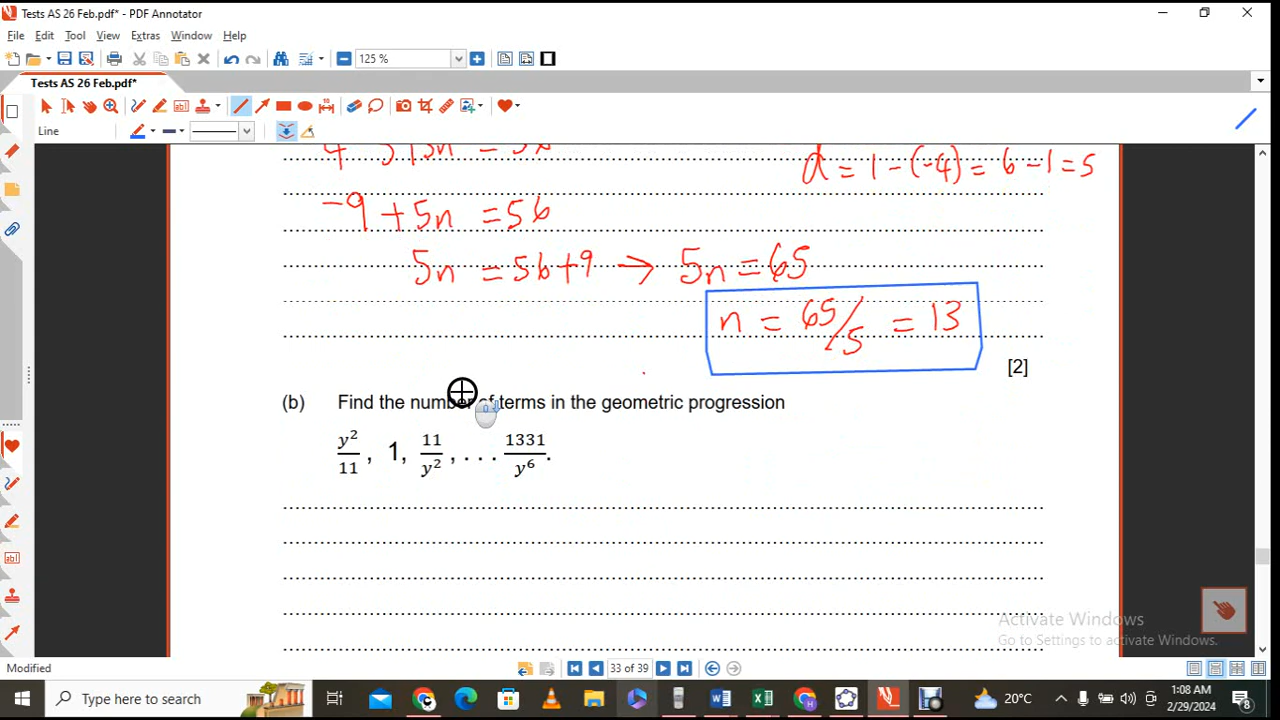 Tests AS 26 Feb.pdf* - PDF Annotator
File Edit Tool View Extras Window Help
125 %
Tests AS 26 Feb.pdf*
Line
d = 1 - (-4) = 6 - 1 = 5
-9 + 5n = 56
5n = 56+9 → 5n = 65
n = 65/5 = 13
[2]
(b) Find the number of terms in the geometric progression
y²/11 , 1, 11/y² , . . . 1331/y⁶ .
Activate Windows
Go to Settings to activate Windows.
Modified
33 of 39
Type here to search
20°C
1:08 AM
2/29/2024
8